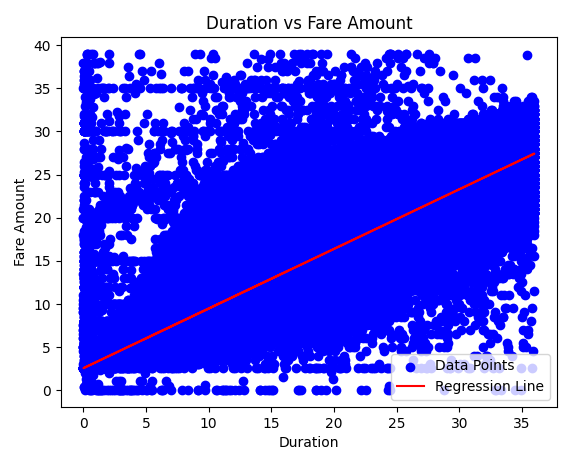 Duration vs Fare Amount
40
35
30
25
20
15
10
5
0
Fare Amount
0 5 10 15 20 25 30 35
Duration
Data Points
Regression Line